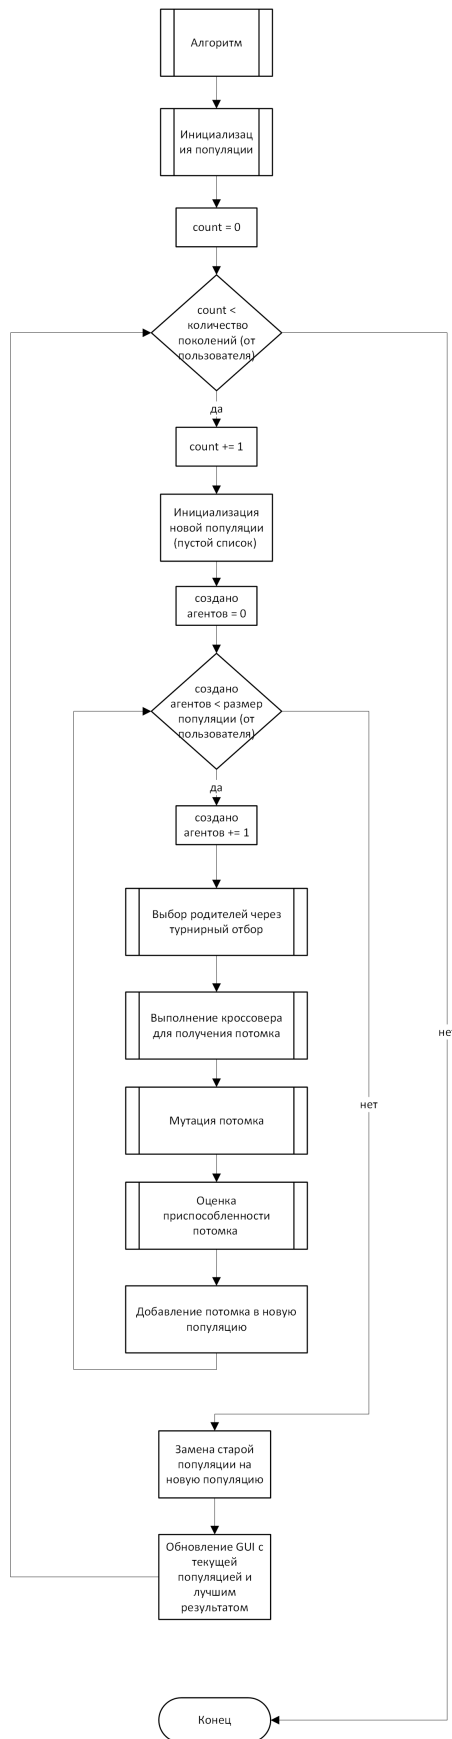 Алгоритм
Инициализац
ия популяции
count = 0
count <
количество
поколений (от
пользователя)
да
count += 1
Инициализация
новой популяции
(пустой список)
создано
агентов = 0
создано
агентов < размер
популяции (от
пользователя)
да
создано
агентов += 1
Выбор родителей через
турнирный отбор
Выполнение кроссовера
для получения потомка
нет
Мутация потомка
нет
Оценка
приспособленности
потомка
Добавление потомка в новую
популяцию
Замена старой
популяции на
новую популяцию
Обновление GUI с
текущей
популяцией и
лучшим
результатом
Конец